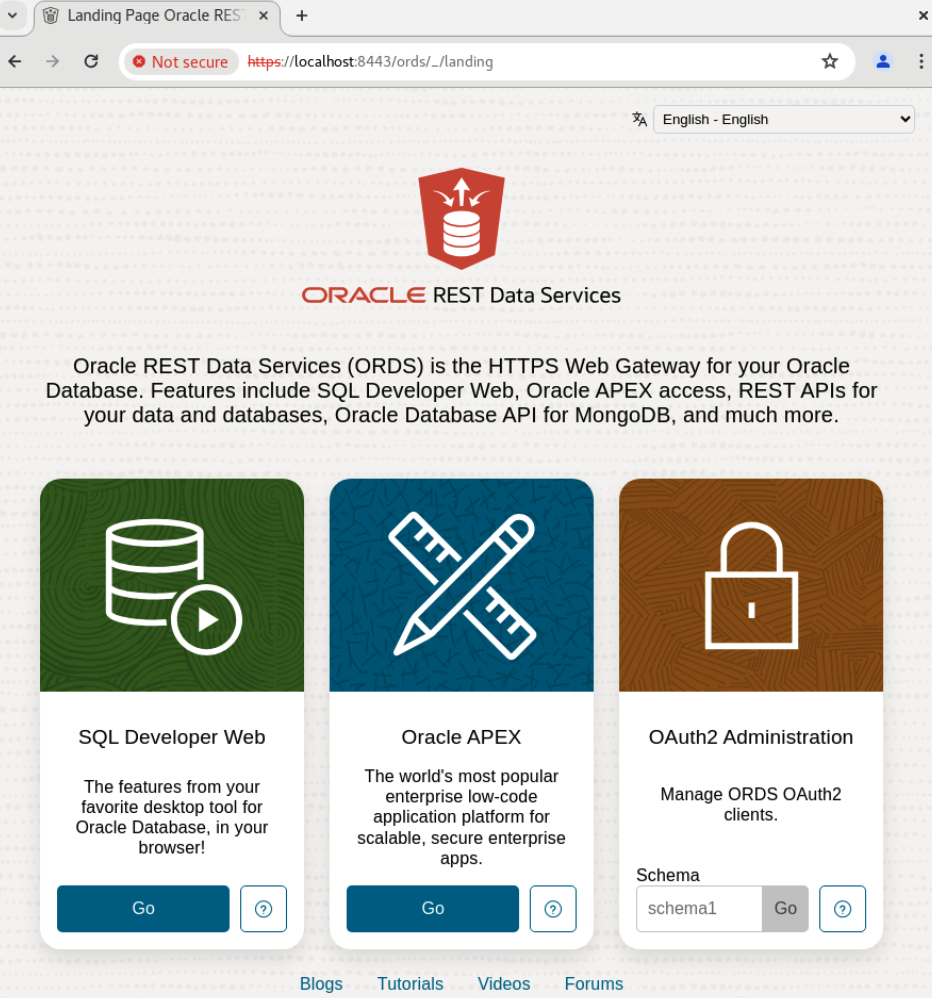 Landing Page Oracle RES
Not secure https://localhost:8443/ords/_/landing
English - English
ORACLE REST Data Services
Oracle REST Data Services (ORDS) is the HTTPS Web Gateway for your Oracle
Database. Features include SQL Developer Web, Oracle APEX access, REST APIs for
your data and databases, Oracle Database API for MongoDB, and much more.
SQL Developer Web
The features from your
favorite desktop tool for
Oracle Database, in your
browser!
Go
Oracle APEX
The world's most popular
enterprise low-code
application platform for
scalable, secure enterprise
apps.
Go
OAuth2 Administration
Manage ORDS OAuth2
clients.
Schema
schema1 Go
Blogs Tutorials Videos Forums